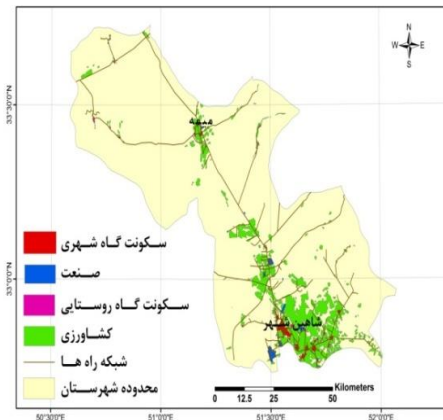 N
W E
S
33°30'0"N
میمه
سکونت گاه شهری
صنعت
سکونت گاه روستایی
کشاورزی
شبکه راه ها
محدوده شهرستان
33°0'0"N
شاهین شهر
Kilometers
0 12.5 25 50
50°30'0"E 51°0'0"E 51°30'0"E 52°0'0"E